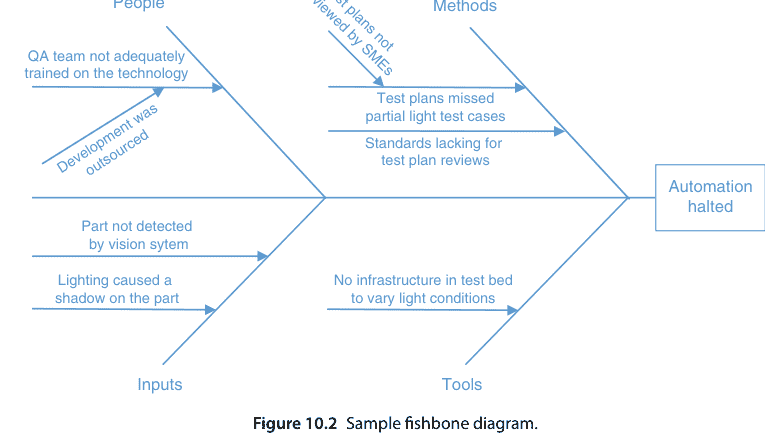 People
Methods
st plans not
viewed by SMEs
QA team not adequately
trained on the technology
Development was
outsourced
Test plans missed
partial light test cases
Standards lacking for
test plan reviews
Automation
halted
Part not detected
by vision sytem
Lighting caused a
shadow on the part
No infrastructure in test bed
to vary light conditions
Inputs
Tools
Figure 10.2 Sample fishbone diagram.